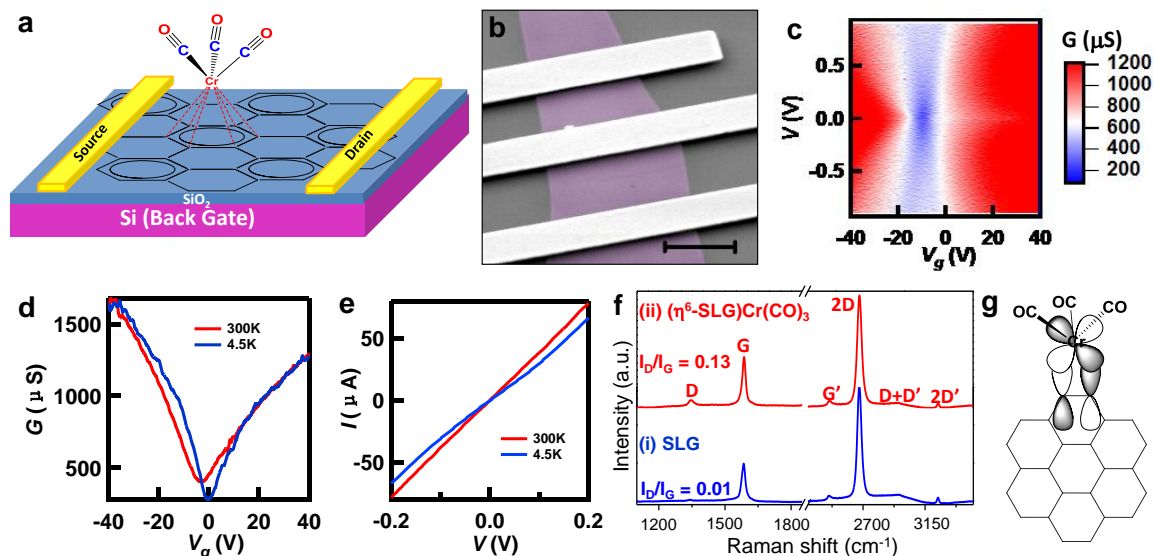 a
O O O
C C C
Cr
Source
Drain
SiO2
Si (Back Gate)
b
c
G (μS)
V (V)
0.5
0.0
-0.5
-40 -20 0 20 40
Vg (V)
1200
1000
800
600
400
200
d
G (μ S)
1500
1000
500
300K
4.5K
-40 -20 0 20 40
Vg (V)
e
I (μ A)
50
0
-50
300K
4.5K
-0.2 0.0 0.2
V (V)
f
Intensity (a.u.)
(ii) (η6-SLG)Cr(CO)3
2D
G
ID/IG = 0.13
D
G' D+D' 2D'
(i) SLG
ID/IG = 0.01
1200 1500 1800 2700 3150
Raman shift (cm-1)
g
OC
OC
CO
Cr